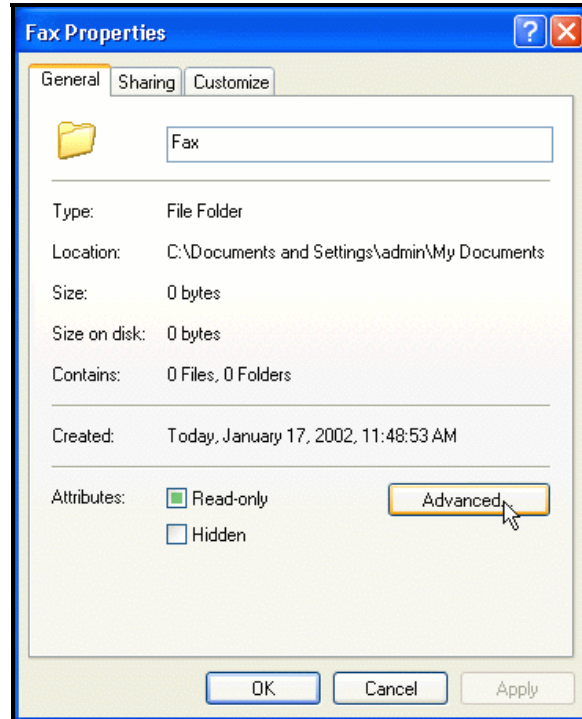 Fax Properties
General Sharing Customize
Fax
Type: File Folder
Location: C:\Documents and Settings\admin\My Documents
Size: 0 bytes
Size on disk: 0 bytes
Contains: 0 Files, 0 Folders
Created: Today, January 17, 2002, 11:48:53 AM
Attributes: Read-only Advanced...
Hidden
OK Cancel Apply